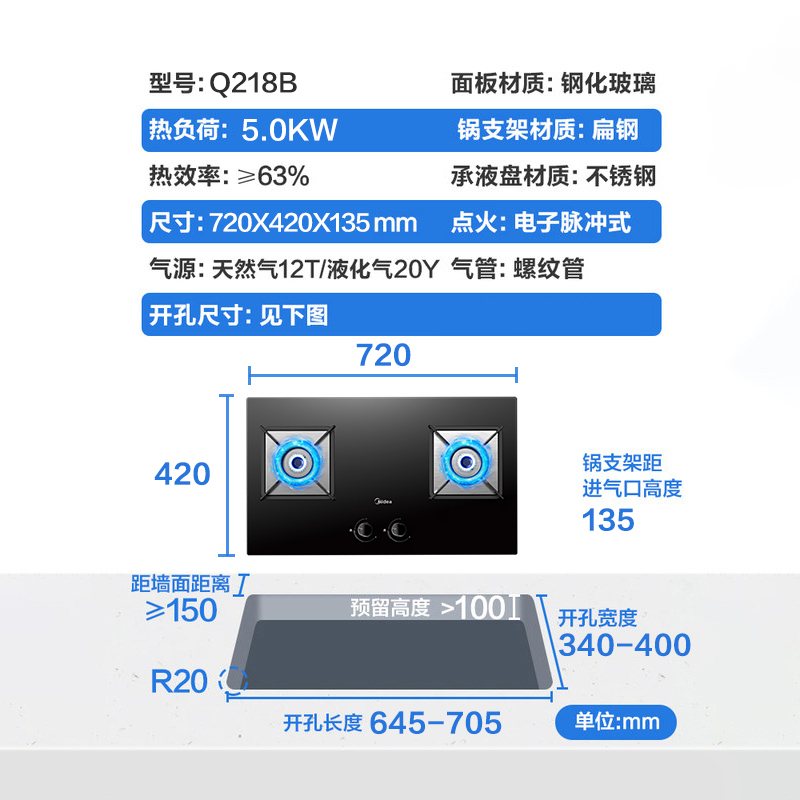 型号: Q218B
面板材质: 钢化玻璃
热负荷: 5.0KW
锅支架材质: 扁钢
热效率: ≥63%
承液盘材质: 不锈钢
尺寸: 720X420X135mm
点火: 电子脉冲式
气源: 天然气12T/液化气20Y
气管: 螺纹管
开孔尺寸: 见下图
720
420
Midea
锅支架距
进气口高度
135
距墙面距离
≥150
预留高度 >100
开孔宽度
340-400
R20
开孔长度 645-705
单位:mm